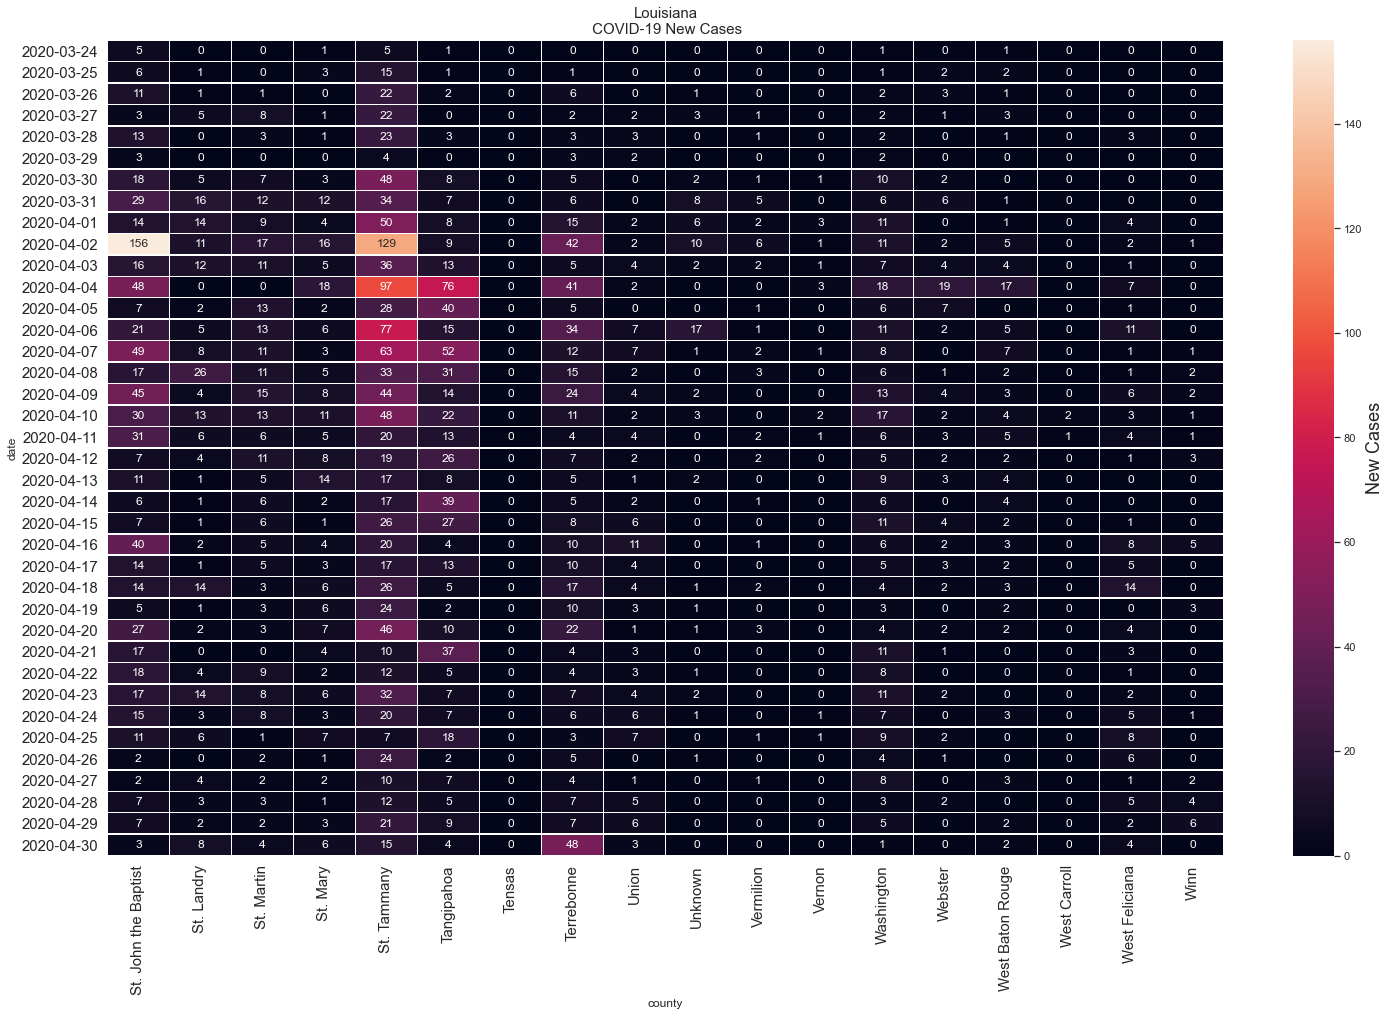 Louisiana
COVID-19 New Cases
2020-03-24 5 0 0 1 5 1 0 0 0 0 0 0 1 0 1 0 0 0
2020-03-25 6 1 0 3 15 1 0 1 0 0 0 0 1 2 2 0 0 0
2020-03-26 11 1 1 0 22 2 0 6 0 1 0 0 2 3 1 0 0 0
2020-03-27 3 5 8 1 22 0 0 2 2 3 1 0 2 1 3 0 0 0
2020-03-28 13 0 3 1 23 3 0 3 3 0 1 0 2 0 1 0 3 0
2020-03-29 3 0 0 0 4 0 0 3 2 0 0 0 2 0 0 0 0 0
2020-03-30 18 5 7 3 48 8 0 5 0 2 1 1 10 2 0 0 0 0
2020-03-31 29 16 12 12 34 7 0 6 0 8 5 0 6 6 1 0 0 0
2020-04-01 14 14 9 4 50 8 0 15 2 6 2 3 11 0 1 0 4 0
2020-04-02 156 11 17 16 129 9 0 42 2 10 6 1 11 2 5 0 2 1
2020-04-03 16 12 11 5 36 13 0 5 4 2 2 1 7 4 4 0 1 0
2020-04-04 48 0 0 18 97 76 0 41 2 0 0 3 18 19 17 0 7 0
2020-04-05 7 2 13 2 28 40 0 5 0 0 1 0 6 7 0 0 1 0
2020-04-06 21 5 13 6 77 15 0 34 7 17 1 0 11 2 5 0 11 0
2020-04-07 49 8 11 3 63 52 0 12 7 1 2 1 8 0 7 0 1 1
2020-04-08 17 26 11 5 33 31 0 15 2 0 3 0 6 1 2 0 1 2
2020-04-09 45 4 15 8 44 14 0 24 4 2 0 0 13 4 3 0 6 2
2020-04-10 30 13 13 11 48 22 0 11 2 3 0 2 17 2 4 2 3 1
2020-04-11 31 6 6 5 20 13 0 4 4 0 2 1 6 3 5 1 4 1
2020-04-12 7 4 11 8 19 26 0 7 2 0 2 0 5 2 2 0 1 3
2020-04-13 11 1 5 14 17 8 0 5 1 2 0 0 9 3 4 0 0 0
2020-04-14 6 1 6 2 17 39 0 5 2 0 1 0 6 0 4 0 0 0
2020-04-15 7 1 6 1 26 27 0 8 6 0 0 0 11 4 2 0 1 0
2020-04-16 40 2 5 4 20 4 0 10 11 0 1 0 6 2 3 0 8 5
2020-04-17 14 1 5 3 17 13 0 10 4 0 0 0 5 3 2 0 5 0
2020-04-18 14 14 3 6 26 5 0 17 4 1 2 0 4 2 3 0 14 0
2020-04-19 5 1 3 6 24 2 0 10 3 1 0 0 3 0 2 0 0 3
2020-04-20 27 2 3 7 46 10 0 22 1 1 3 0 4 2 2 0 4 0
2020-04-21 17 0 0 4 10 37 0 4 3 0 0 0 11 1 0 0 3 0
2020-04-22 18 4 9 2 12 5 0 4 3 1 0 0 8 0 0 0 1 0
2020-04-23 17 14 8 6 32 7 0 7 4 2 0 0 11 2 0 0 2 0
2020-04-24 15 3 8 3 20 7 0 6 6 1 0 1 7 0 3 0 5 1
2020-04-25 11 6 1 7 7 18 0 3 7 0 1 1 9 2 0 0 8 0
2020-04-26 2 0 2 1 24 2 0 5 0 1 0 0 4 1 0 0 6 0
2020-04-27 2 4 2 2 10 7 0 4 1 0 1 0 8 0 3 0 1 2
2020-04-28 7 3 3 1 12 5 0 7 5 0 0 0 3 2 0 0 5 4
2020-04-29 7 2 2 3 21 9 0 7 6 0 0 0 5 0 2 0 2 6
2020-04-30 3 8 4 6 15 4 0 48 3 0 0 0 1 0 2 0 4 0
date
St. John the Baptist
St. Landry
St. Martin
St. Mary
St. Tammany
Tangipahoa
Tensas
Terrebonne
Union
Unknown
Vermilion
Vernon
Washington
Webster
West Baton Rouge
West Carroll
West Feliciana
Winn
county
140
120
100
80
60
40
20
0
New Cases